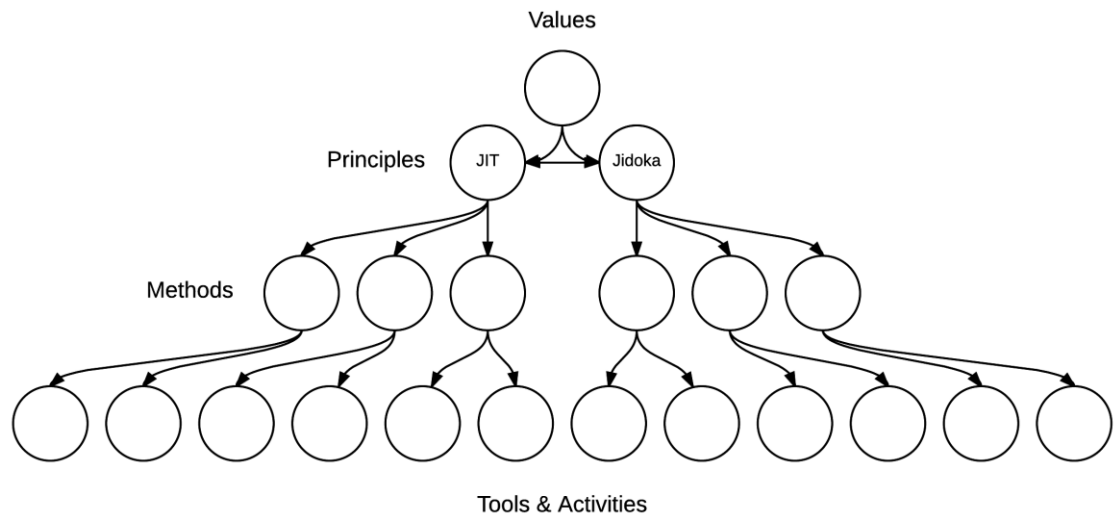 Values
Principles
JIT
Jidoka
Methods
Tools & Activities